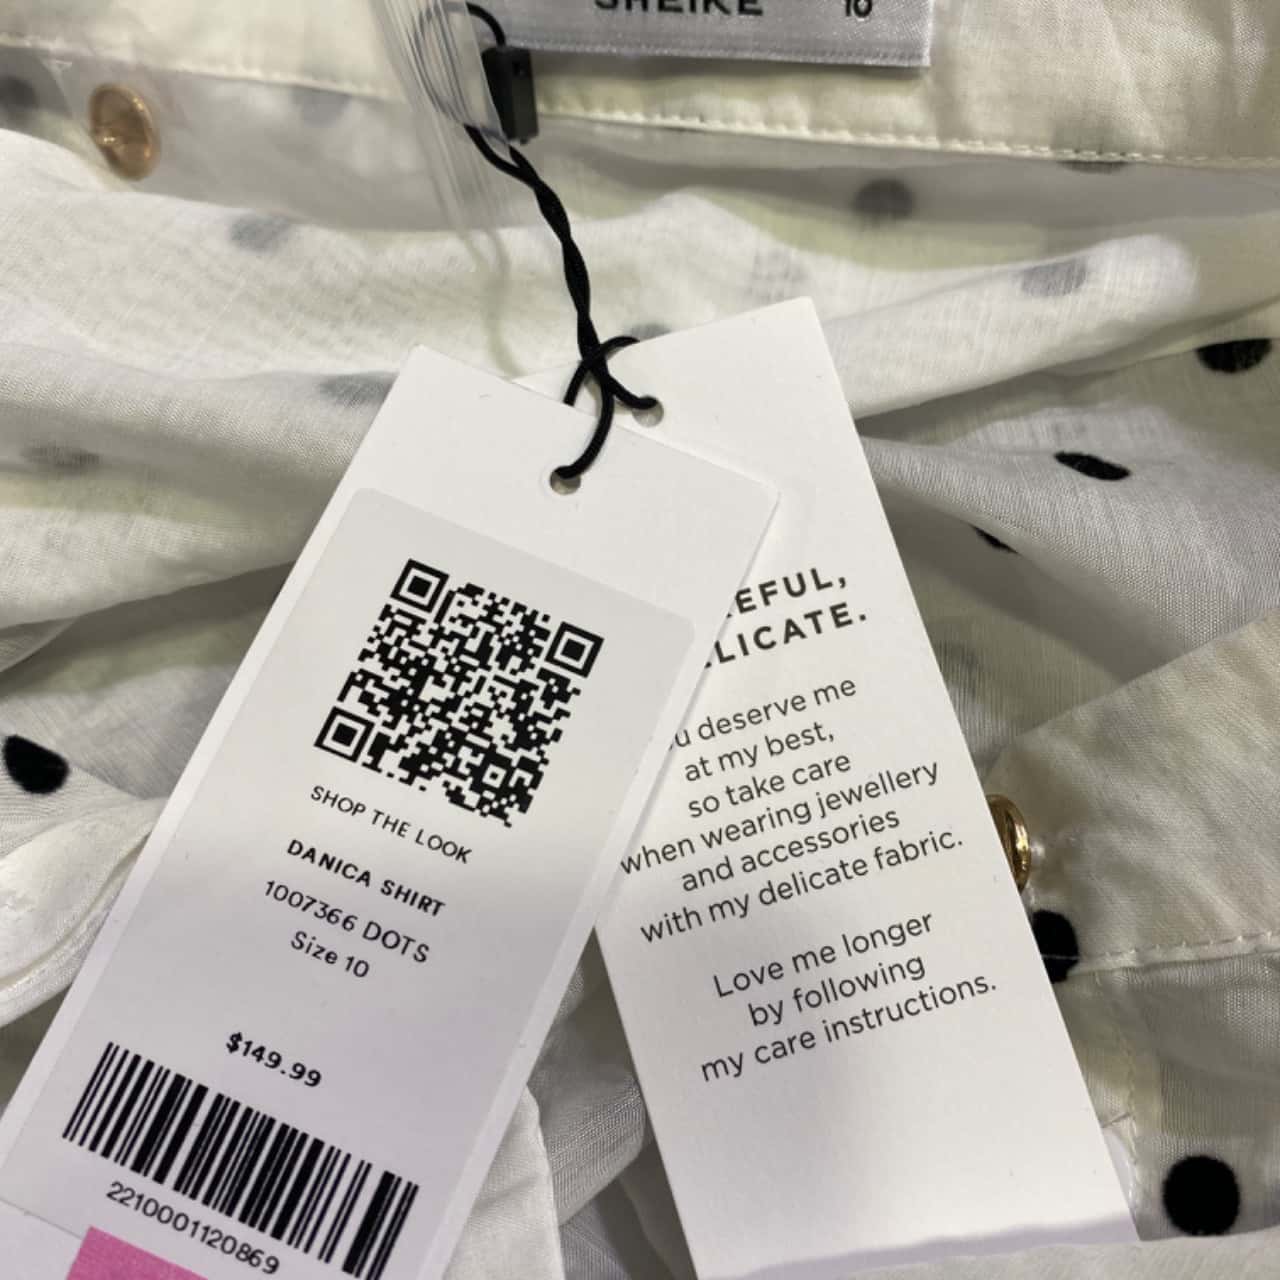 SHEIKE 10
SHOP THE LOOK
DANICA SHIRT
1007366 DOTS
Size 10
$149.99
2210001120869
EFUL,
LICATE.
u deserve me
at my best,
so take care
when wearing jewellery
and accessories
with my delicate fabric.
Love me longer
by following
my care instructions.